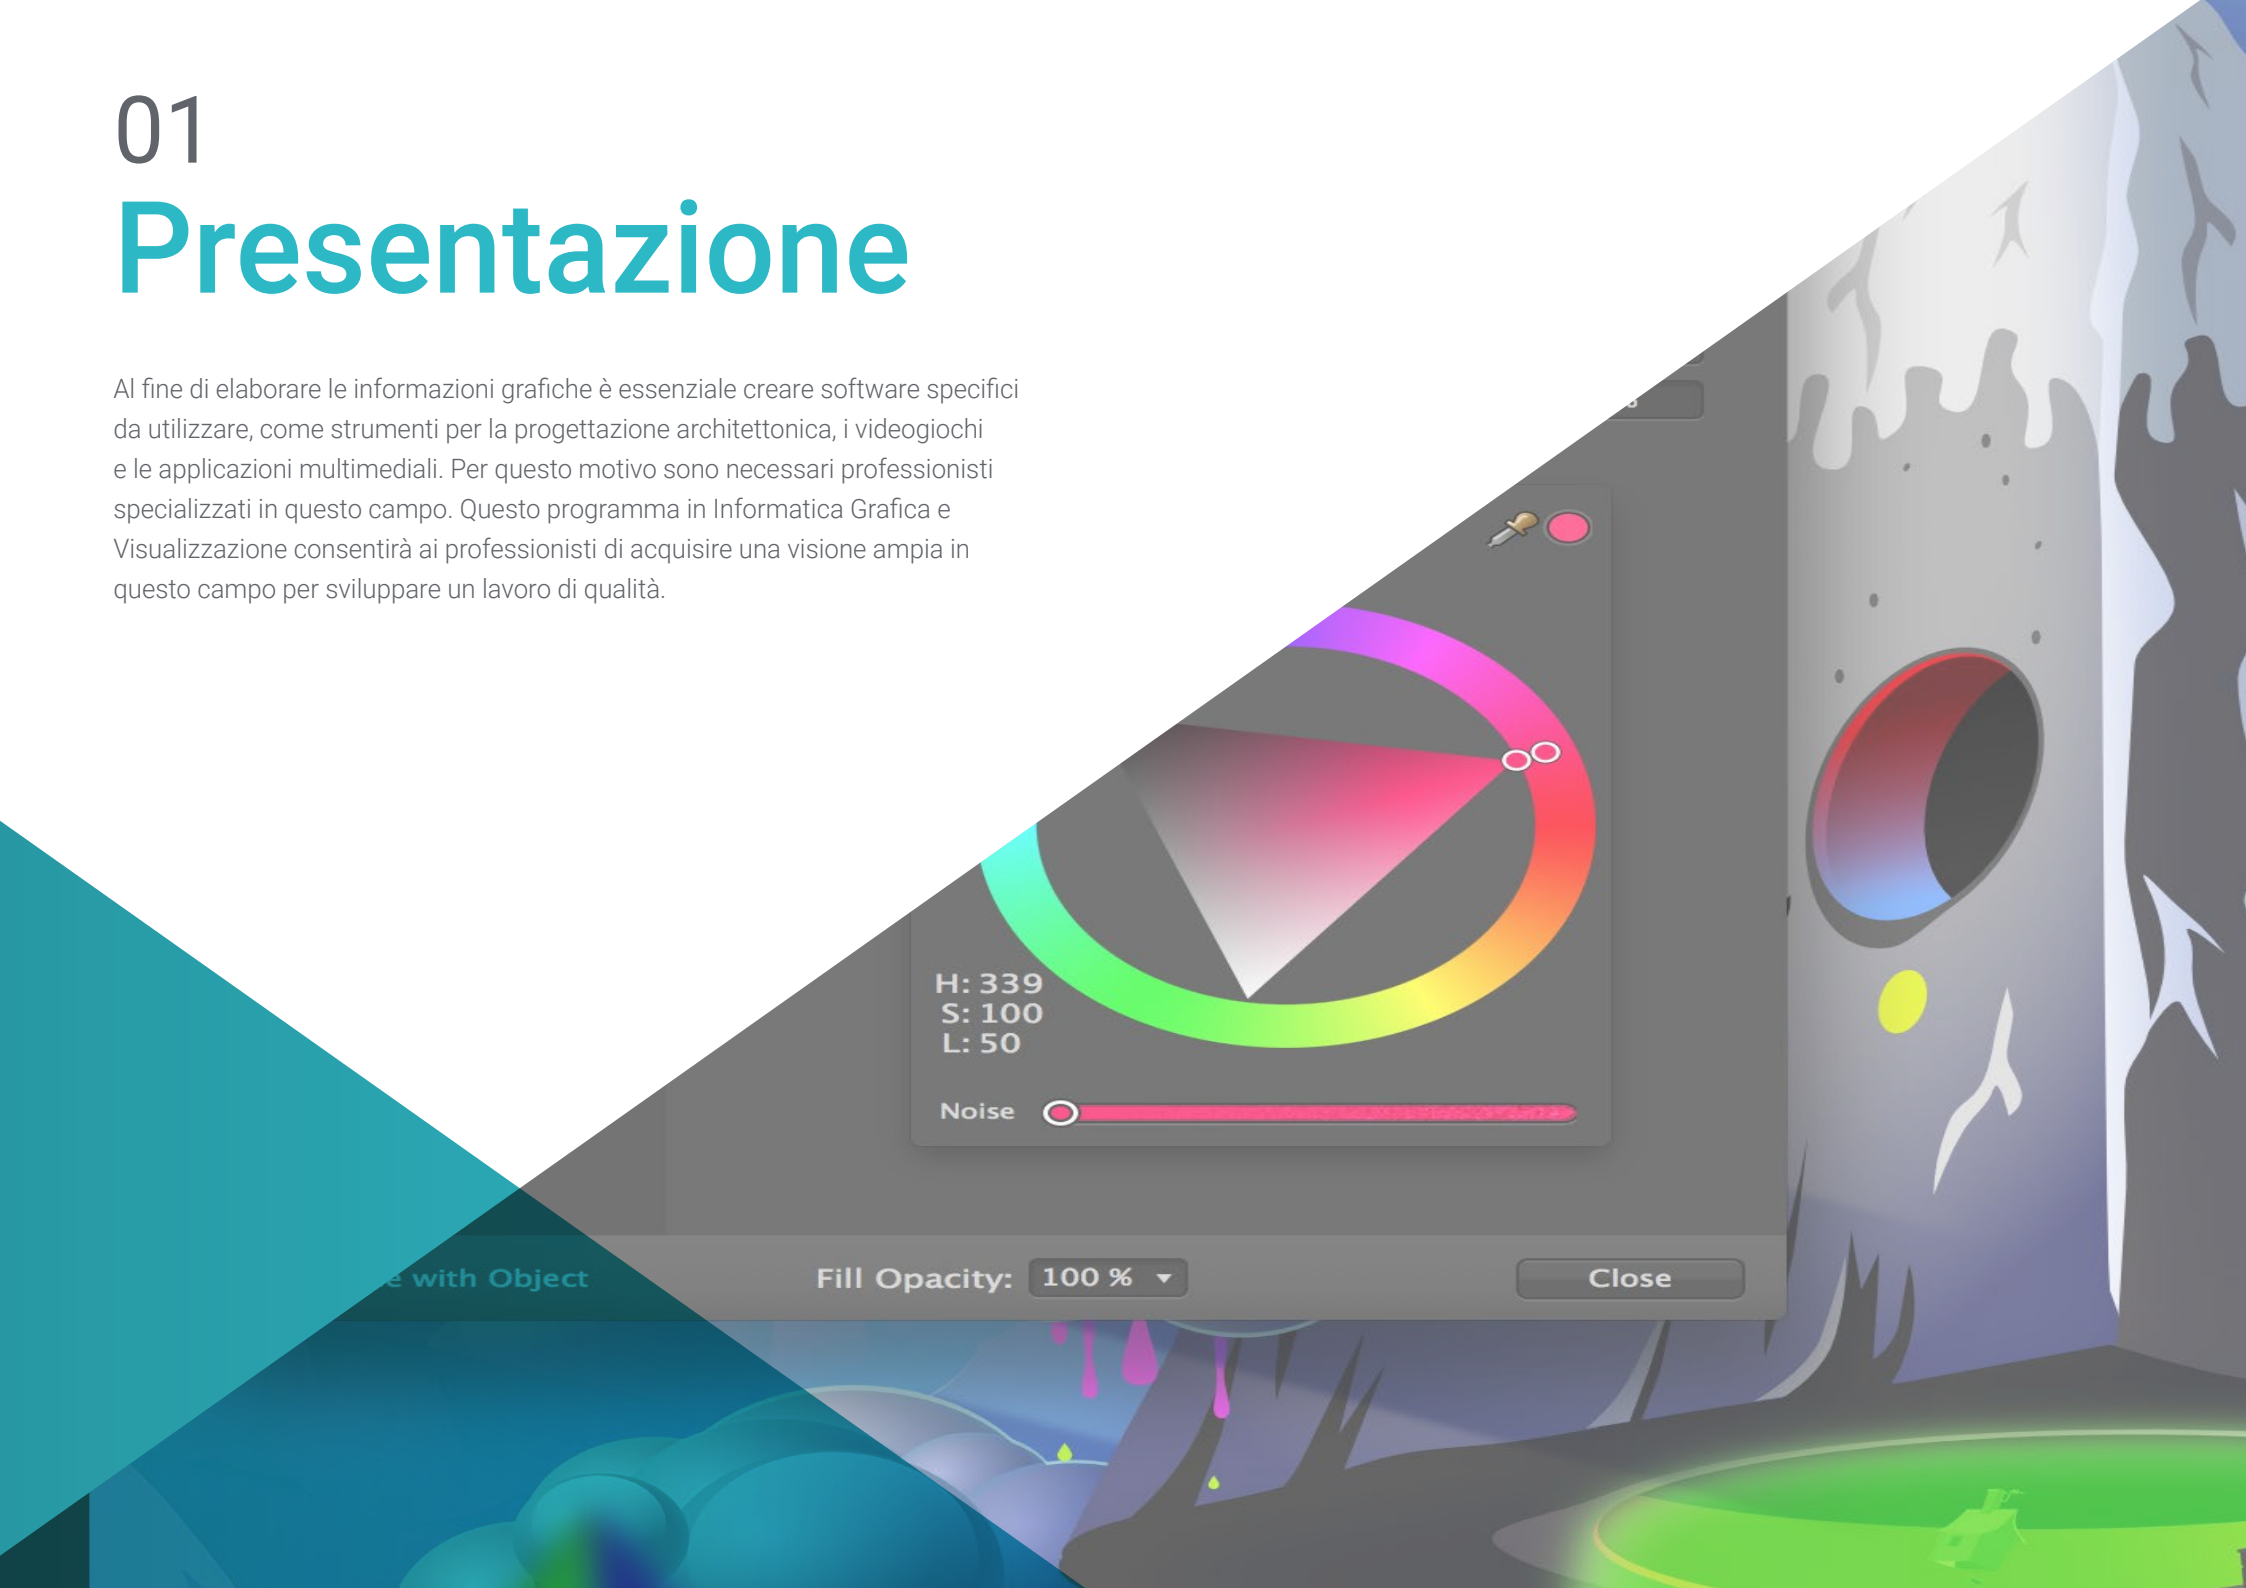 01
Presentazione
Al fine di elaborare le informazioni grafiche è essenziale creare software specifici
da utilizzare, come strumenti per la progettazione architettonica, i videogiochi
e le applicazioni multimediali. Per questo motivo sono necessari professionisti
specializzati in questo campo. Questo programma in Informatica Grafica e
Visualizzazione consentirà ai professionisti di acquisire una visione ampia in
questo campo per sviluppare un lavoro di qualità.
H: 339
S: 100
L: 50
Noise
with Object
Fill Opacity: 100 %
Close